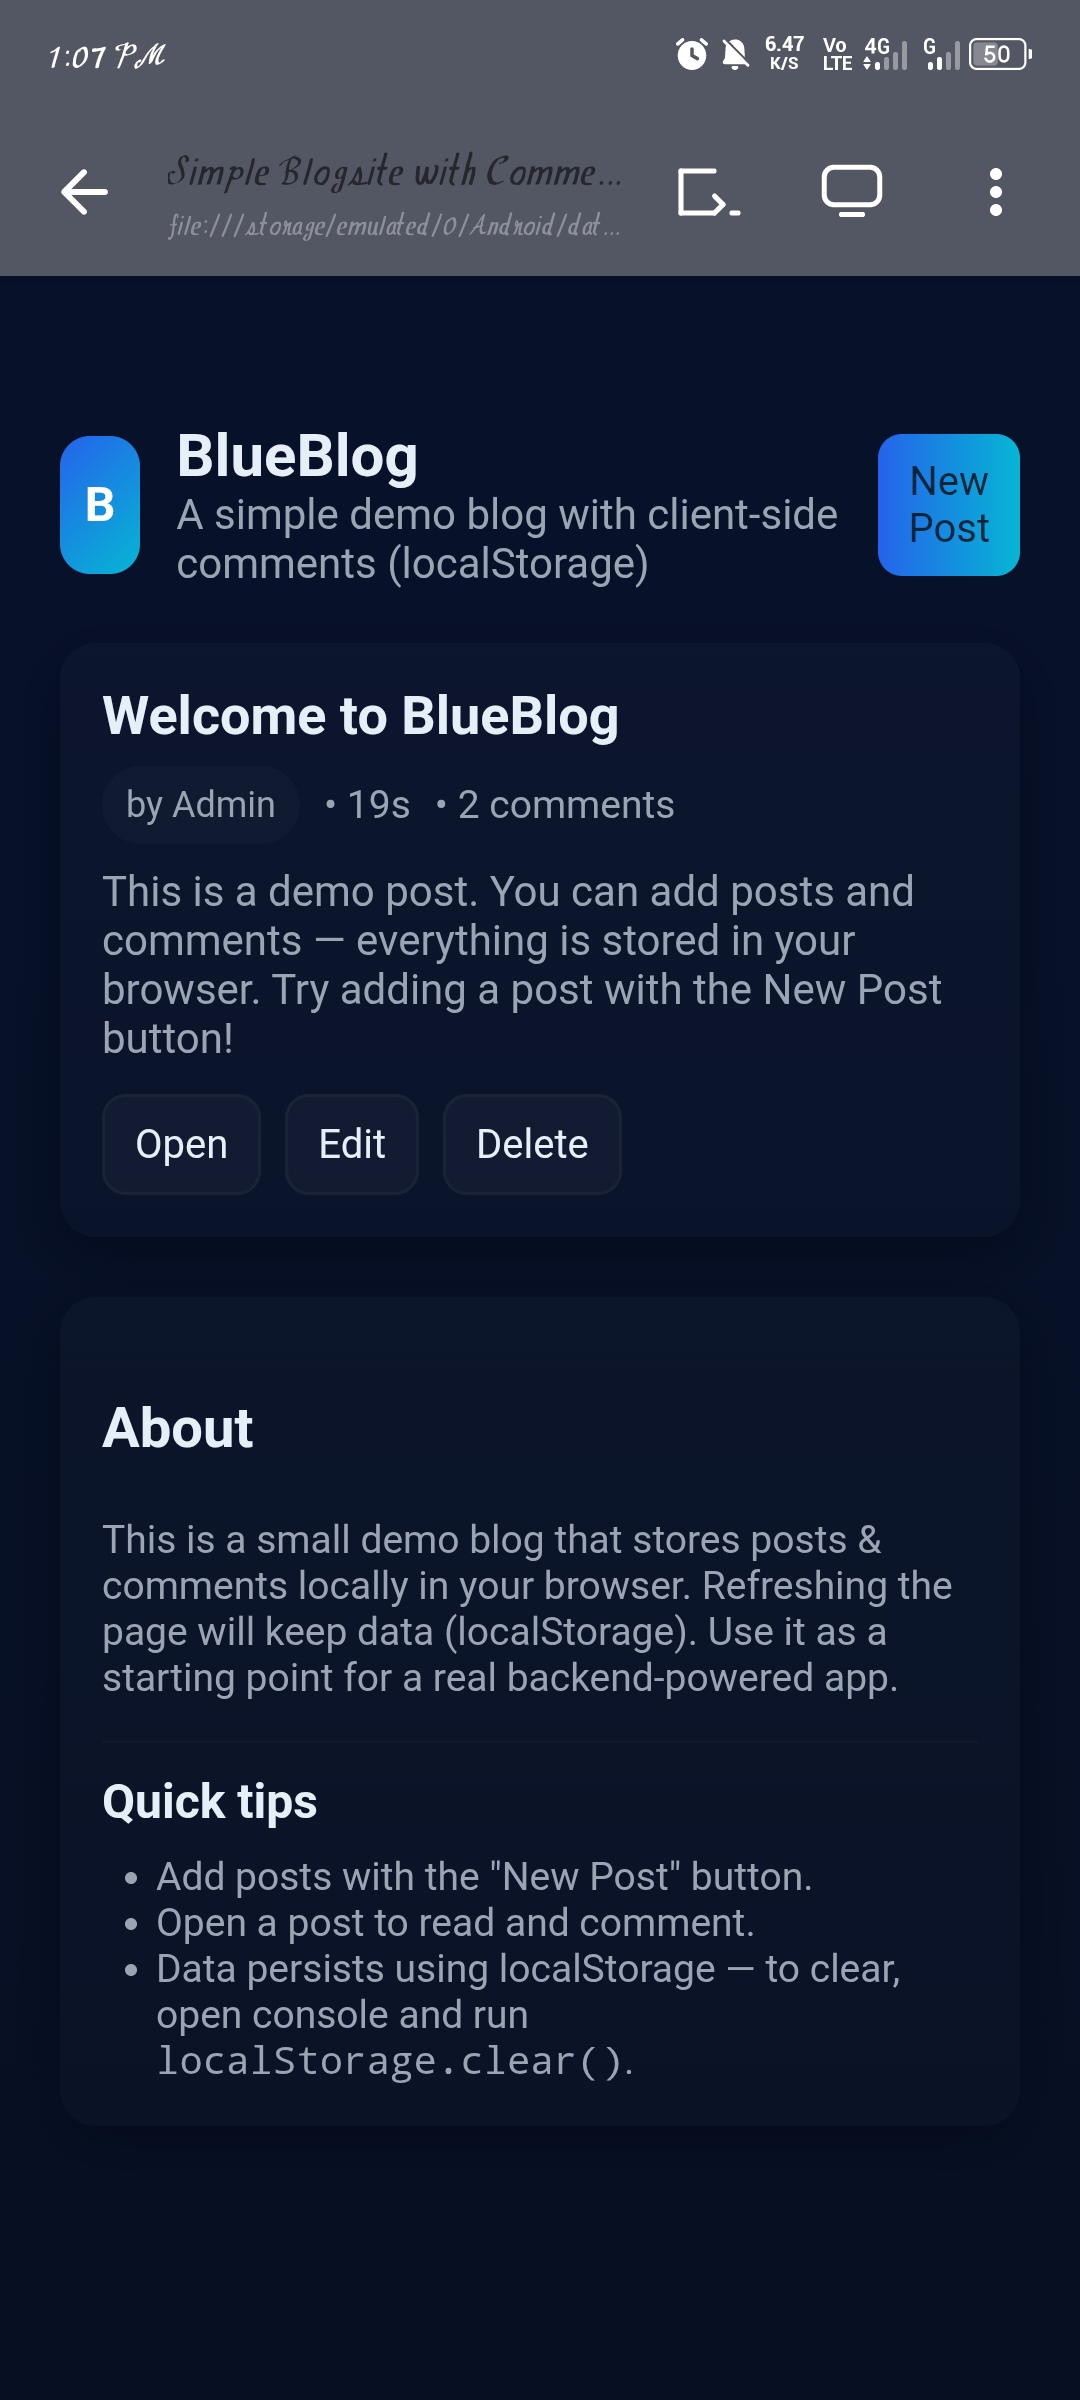 1:07 PM
6.47
K/S
Vo
LTE
4G
G
50
Simple Blogsite with Comme...
file:///storage/emulated/0/Android/dat...
B
BlueBlog
A simple demo blog with client-side
comments (localStorage)
New
Post
Welcome to BlueBlog
by Admin • 19s • 2 comments
This is a demo post. You can add posts and
comments — everything is stored in your
browser. Try adding a post with the New Post
button!
Open Edit Delete
About
This is a small demo blog that stores posts &
comments locally in your browser. Refreshing the
page will keep data (localStorage). Use it as a
starting point for a real backend-powered app.
Quick tips
• Add posts with the "New Post" button.
• Open a post to read and comment.
• Data persists using localStorage — to clear,
open console and run
localStorage.clear().